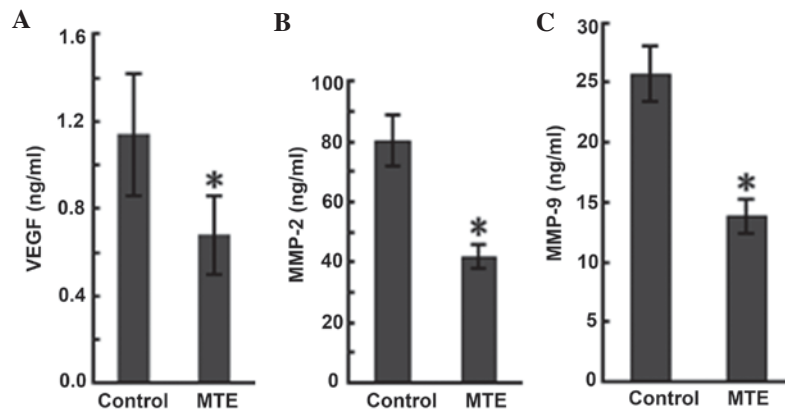 A
VEGF (ng/ml)
1.6
1.2
0.8
0.4
0.0
*
Control MTE
B
MMP-2 (ng/ml)
100
80
60
40
20
0
*
Control MTE
C
MMP-9 (ng/ml)
30
25
20
15
10
5
0
*
Control MTE